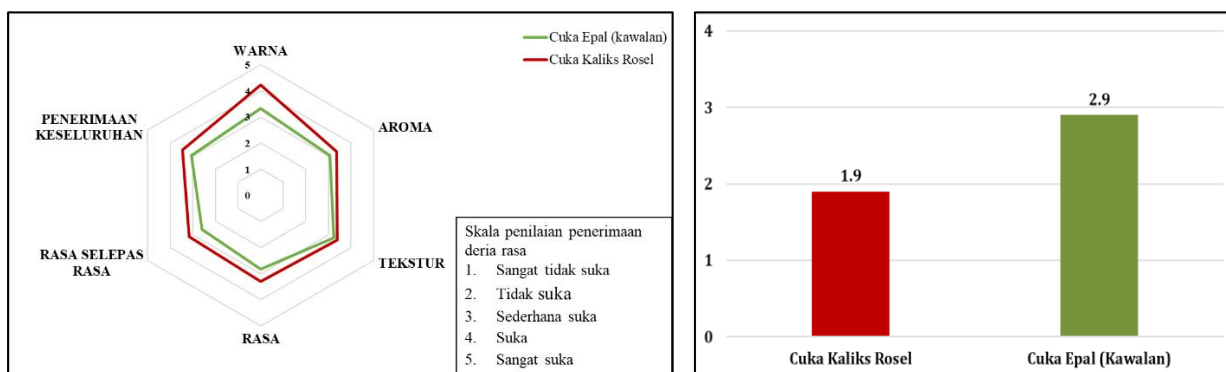 Cuka Epal (kawalan)
Cuka Kaliks Rosel
WARNA
5
4
3
2
1
0
PENERIMAAN
KESELURUHAN
AROMA
RASA SELEPAS
RASA
TEKSTUR
RASA
Skala penilaian penerimaan
deria rasa
1. Sangat tidak suka
2. Tidak suka
3. Sederhana suka
4. Suka
5. Sangat suka
4
3
2
1
0
1.9
2.9
Cuka Kaliks Rosel
Cuka Epal (Kawalan)